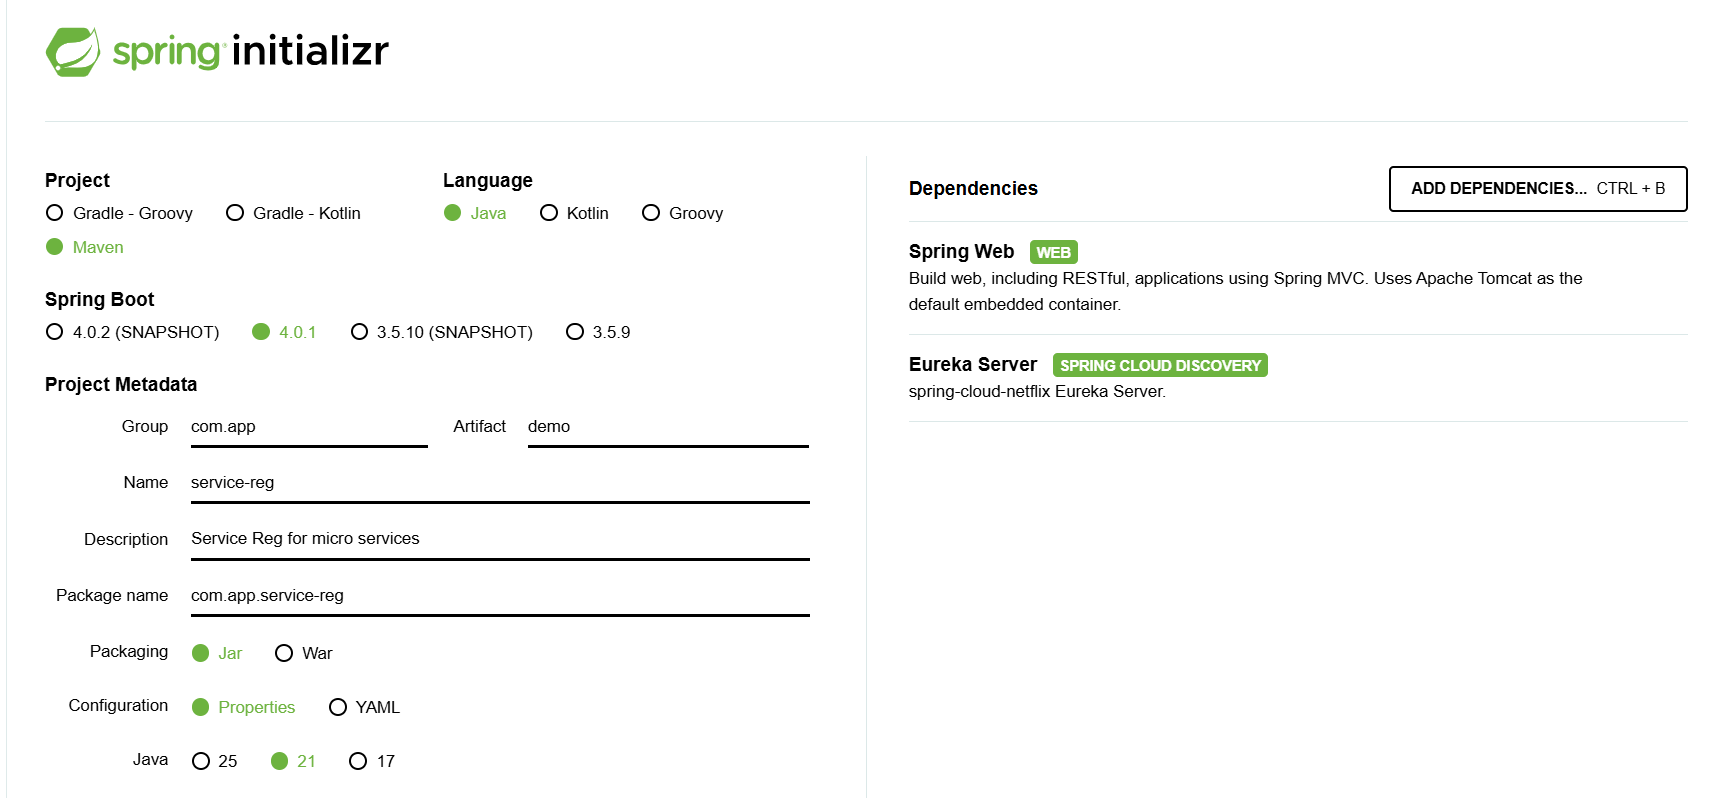 spring initializr
Project
Gradle - Groovy Gradle - Kotlin
Maven
Language
Java Kotlin Groovy
Spring Boot
4.0.2 (SNAPSHOT) 4.0.1 3.5.10 (SNAPSHOT) 3.5.9
Project Metadata
Group com.app Artifact demo
Name service-reg
Description Service Reg for micro services
Package name com.app.service-reg
Packaging Jar War
Configuration Properties YAML
Java 25 21 17
Dependencies ADD DEPENDENCIES... CTRL + B
Spring Web WEB
Build web, including RESTful, applications using Spring MVC. Uses Apache Tomcat as the
default embedded container.
Eureka Server SPRING CLOUD DISCOVERY
spring-cloud-netflix Eureka Server.